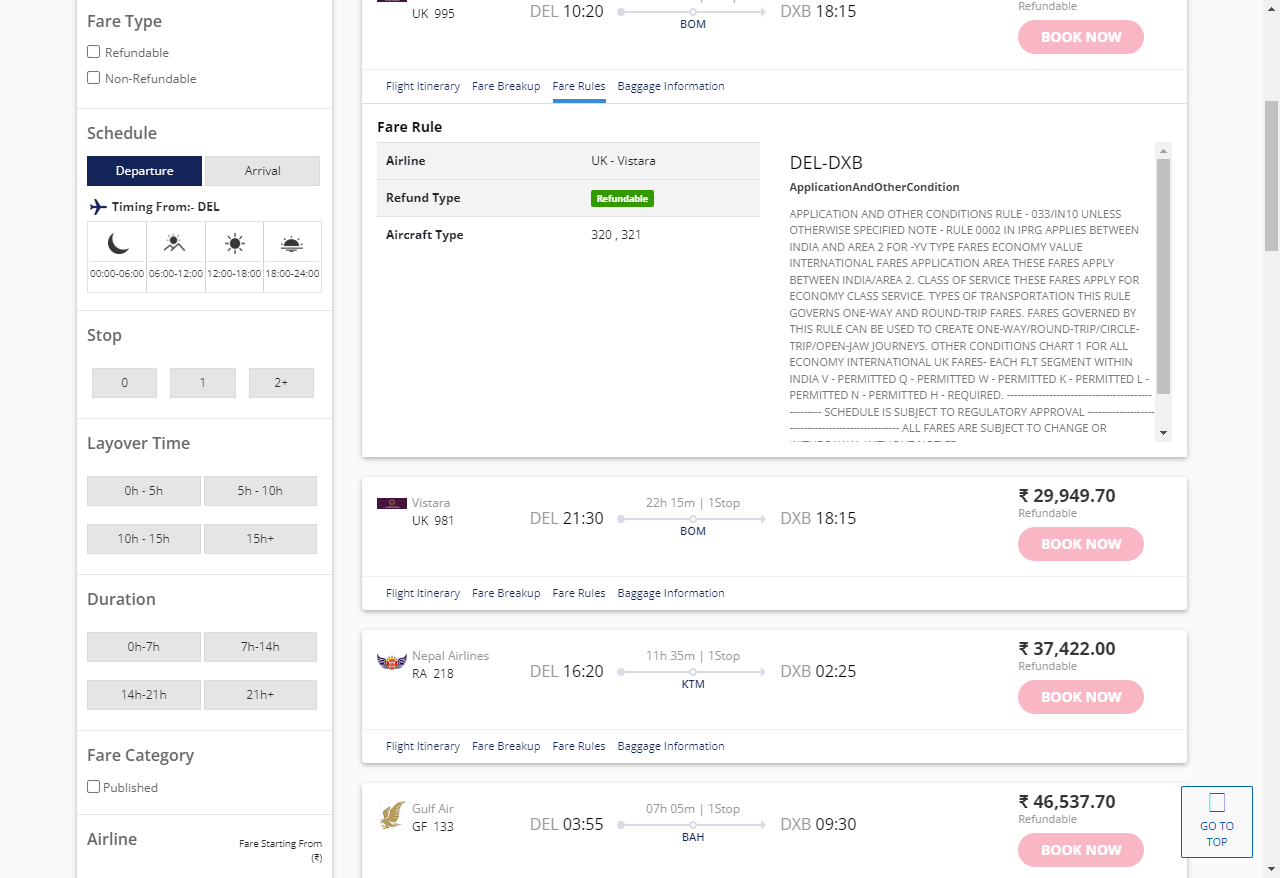 Fare Type
Refundable
Non-Refundable
Schedule
Departure
Arrival
Timing From:- DEL
00:00-06:00
06:00-12:00
12:00-18:00
18:00-24:00
Stop
0
1
2+
Layover Time
0h - 5h
5h - 10h
10h - 15h
15h+
Duration
0h-7h
7h-14h
14h-21h
21h+
Fare Category
Published
Airline
Fare Starting From
(₹)
UK 995
DEL 10:20
BOM
DXB 18:15
Refundable
BOOK NOW
Flight Itinerary
Fare Breakup
Fare Rules
Baggage Information
Fare Rule
Airline
UK - Vistara
Refund Type
Refundable
Aircraft Type
320 , 321
DEL-DXB
ApplicationAndOtherCondition
APPLICATION AND OTHER CONDITIONS RULE - 033/IN10 UNLESS
OTHERWISE SPECIFIED NOTE - RULE 0002 IN IPRG APPLIES BETWEEN
INDIA AND AREA 2 FOR -YV TYPE FARES ECONOMY VALUE
INTERNATIONAL FARES APPLICATION AREA THESE FARES APPLY
BETWEEN INDIA/AREA 2. CLASS OF SERVICE THESE FARES APPLY FOR
ECONOMY CLASS SERVICE. TYPES OF TRANSPORTATION THIS RULE
GOVERNS ONE-WAY AND ROUND-TRIP FARES. FARES GOVERNED BY
THIS RULE CAN BE USED TO CREATE ONE-WAY/ROUND-TRIP/CIRCLE-
TRIP/OPEN-JAW JOURNEYS. OTHER CONDITIONS CHART 1 FOR ALL
ECONOMY INTERNATIONAL UK FARES- EACH FLT SEGMENT WITHIN
INDIA V - PERMITTED Q - PERMITTED W - PERMITTED K - PERMITTED L -
PERMITTED N - PERMITTED H - REQUIRED. -----------------------------------------
--------- SCHEDULE IS SUBJECT TO REGULATORY APPROVAL -------------------
------------------------------- ALL FARES ARE SUBJECT TO CHANGE OR
Vistara
UK 981
DEL 21:30
22h 15m | 1Stop
BOM
DXB 18:15
₹ 29,949.70
Refundable
BOOK NOW
Flight Itinerary
Fare Breakup
Fare Rules
Baggage Information
Nepal Airlines
RA 218
DEL 16:20
11h 35m | 1Stop
KTM
DXB 02:25
₹ 37,422.00
Refundable
BOOK NOW
Flight Itinerary
Fare Breakup
Fare Rules
Baggage Information
Gulf Air
GF 133
DEL 03:55
07h 05m | 1Stop
BAH
DXB 09:30
₹ 46,537.70
Refundable
BOOK NOW
GO TO
TOP